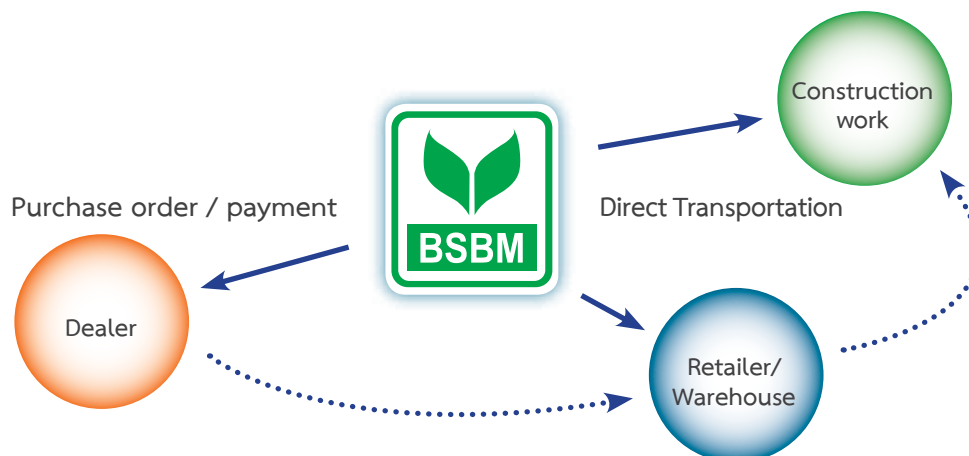 Construction
work
Purchase order / payment
Direct Transportation
BSBM
Dealer
Retailer/
Warehouse